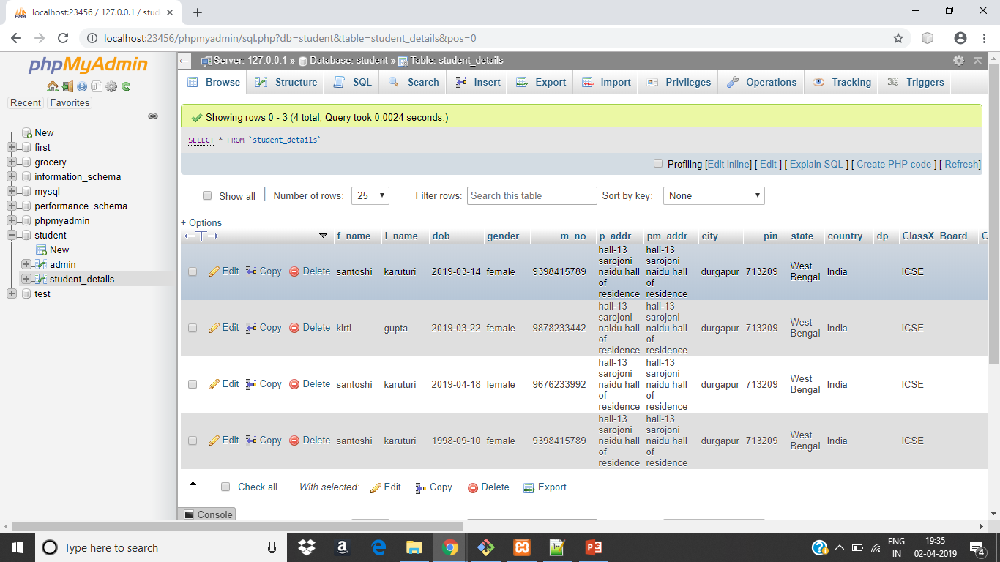 localhost:23456 / 127.0.0.1 / stud
localhost:23456/phpmyadmin/sql.php?db=student&table=student_details&pos=0
phpMyAdmin
Recent Favorites
New
first
grocery
information_schema
mysql
performance_schema
phpmyadmin
student
New
admin
student_details
test
Server: 127.0.0.1 » Database: student » Table: student_details
Browse Structure SQL Search Insert Export Import Privileges Operations Tracking Triggers
Showing rows 0 - 3 (4 total, Query took 0.0024 seconds.)
SELECT * FROM `student_details`
Profiling [Edit inline] [ Edit ] [ Explain SQL ] [ Create PHP code ] [ Refresh]
Show all Number of rows: 25 Filter rows: Search this table Sort by key: None
+ Options
f_name l_name dob gender m_no p_addr pm_addr city pin state country dp ClassX_Board C
Edit Copy Delete santoshi karuturi 2019-03-14 female 9398415789 hall-13 sarojoni naidu hall of residence hall-13 sarojoni naidu hall of residence durgapur 713209 West Bengal India ICSE
Edit Copy Delete kirti gupta 2019-03-22 female 9878233442 hall-13 sarojoni naidu hall of residence hall-13 sarojoni naidu hall of residence durgapur 713209 West Bengal India ICSE
Edit Copy Delete santoshi karuturi 2019-04-18 female 9676233992 hall-13 sarojoni naidu hall of residence hall-13 sarojoni naidu hall of residence durgapur 713209 West Bengal India ICSE
Edit Copy Delete santoshi karuturi 1998-09-10 female 9398415789 hall-13 sarojoni naidu hall of residence hall-13 sarojoni naidu hall of residence durgapur 713209 West Bengal India ICSE
Check all With selected: Edit Copy Delete Export
Console
Type here to search
ENG
IN
19:35
02-04-2019
4